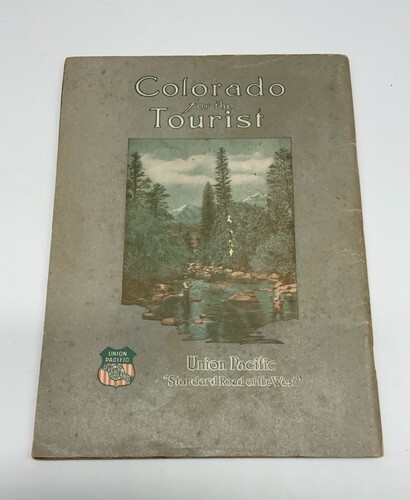 Colorado
for the
Tourist
UNION
PACIFIC
Union Pacific
"Standard Road of the West"